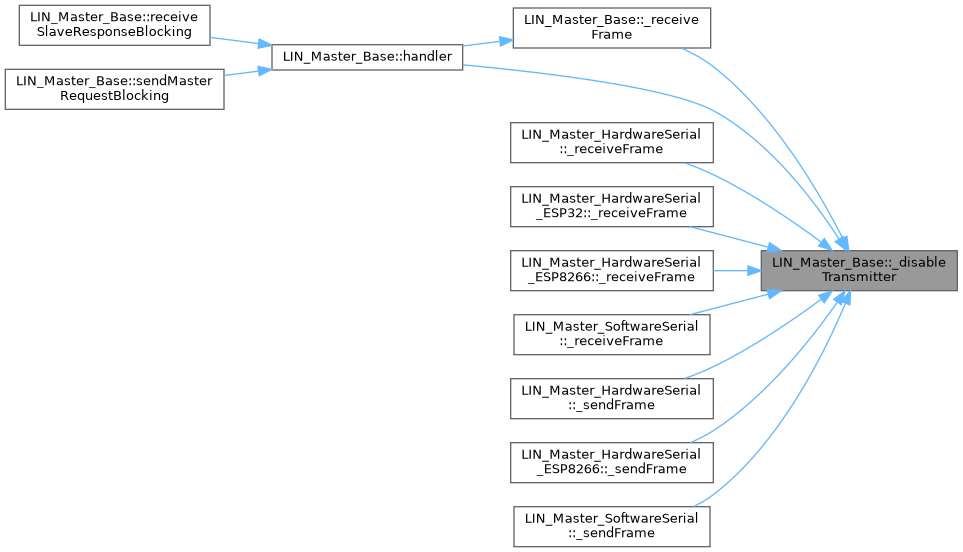 LIN_Master_Base::receive
SlaveResponseBlocking
LIN_Master_Base::sendMaster
RequestBlocking
LIN_Master_Base::handler
LIN_Master_Base::_receive
Frame
LIN_Master_HardwareSerial
::_receiveFrame
LIN_Master_HardwareSerial
_ESP32::_receiveFrame
LIN_Master_HardwareSerial
_ESP8266::_receiveFrame
LIN_Master_SoftwareSerial
::_receiveFrame
LIN_Master_HardwareSerial
::_sendFrame
LIN_Master_HardwareSerial
_ESP8266::_sendFrame
LIN_Master_SoftwareSerial
::_sendFrame
LIN_Master_Base::_disable
Transmitter